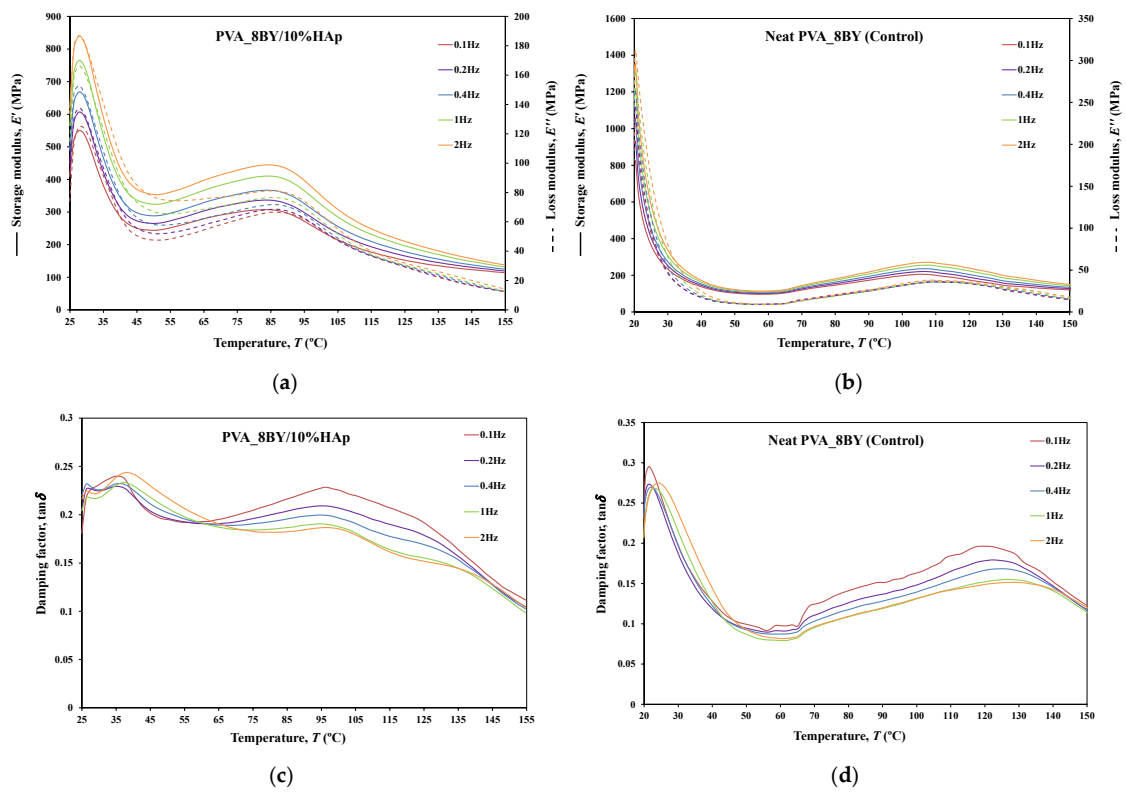 PVA_8BY/10%HAp
0.1Hz
0.2Hz
0.4Hz
1Hz
2Hz
Storage modulus, E' (MPa)
Loss modulus, E'' (MPa)
900
800
700
600
500
400
300
200
100
0
200
180
160
140
120
100
80
60
40
20
0
25 35 45 55 65 75 85 95 105 115 125 135 145 155
Temperature, T (ºC)
(a)
Neat PVA_8BY (Control)
0.1Hz
0.2Hz
0.4Hz
1Hz
2Hz
Storage modulus, E' (MPa)
Loss modulus, E'' (MPa)
1600
1400
1200
1000
800
600
400
200
0
350
300
250
200
150
100
50
0
20 30 40 50 60 70 80 90 100 110 120 130 140 150
Temperature, T (ºC)
(b)
PVA_8BY/10%HAp
0.1Hz
0.2Hz
0.4Hz
1Hz
2Hz
Damping factor, tanδ
0.3
0.25
0.2
0.15
0.1
0.05
0
25 35 45 55 65 75 85 95 105 115 125 135 145 155
Temperature, T (ºC)
(c)
Neat PVA_8BY (Control)
0.1Hz
0.2Hz
0.4Hz
1Hz
2Hz
Damping factor, tanδ
0.35
0.3
0.25
0.2
0.15
0.1
0.05
0
20 30 40 50 60 70 80 90 100 110 120 130 140 150
Temperature, T (ºC)
(d)